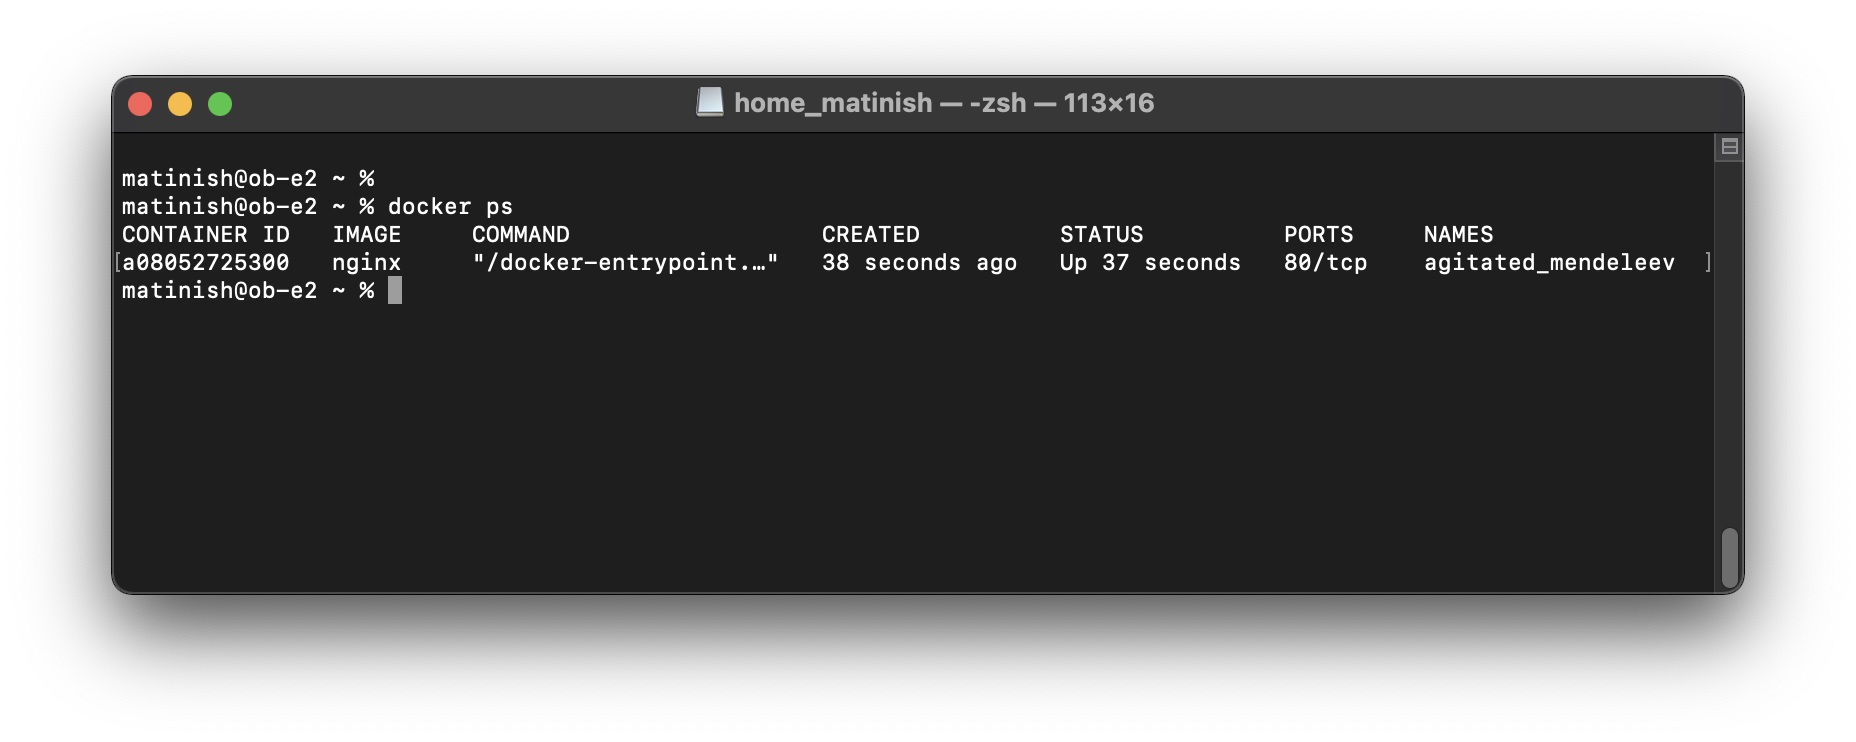 home_matinish — -zsh — 113×16
matinish@ob-e2 ~ %
matinish@ob-e2 ~ % docker ps
CONTAINER ID   IMAGE     COMMAND                  CREATED          STATUS          PORTS     NAMES
[a08052725300   nginx     "/docker-entrypoint.…"   38 seconds ago   Up 37 seconds   80/tcp    agitated_mendeleev  ]
matinish@ob-e2 ~ %